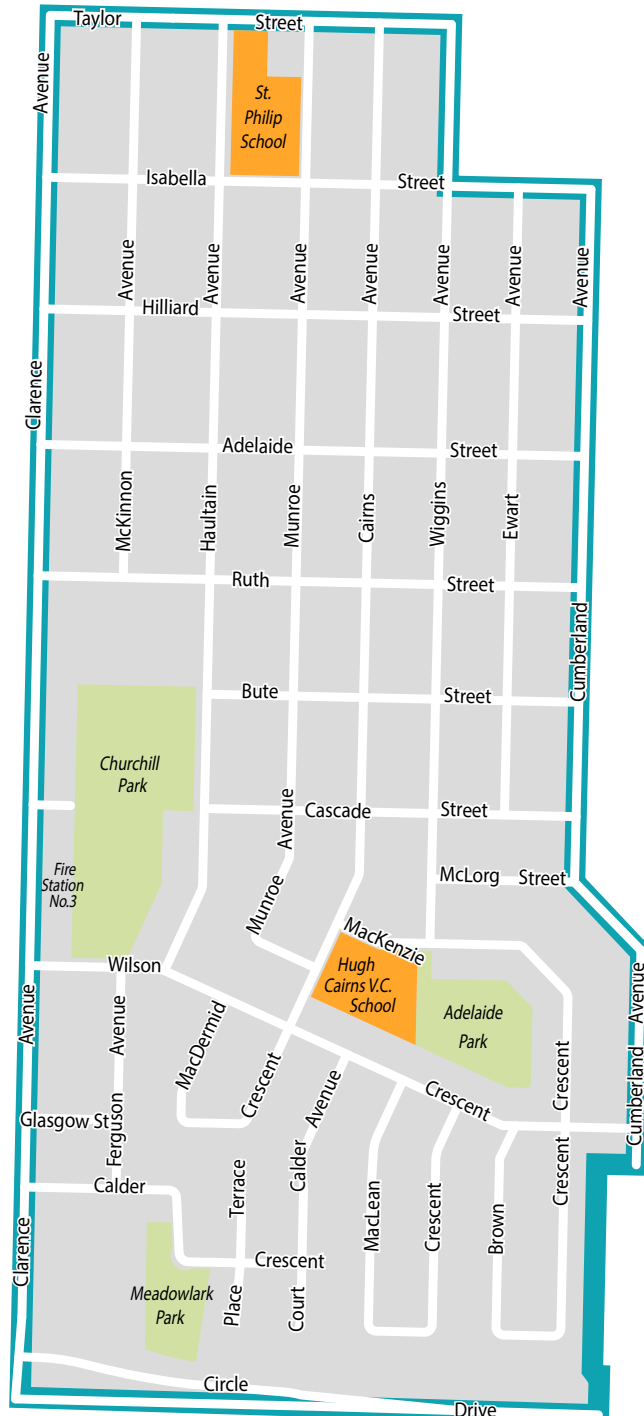 Taylor Street
Avenue
St.
Philip
School
Isabella Street
Avenue Avenue Avenue Avenue Avenue Avenue Avenue
Hilliard Street
Clarence
Adelaide Street
McKinnon Haultain Munroe Cairns Wiggins Ewart
Ruth Street
Cumberland
Bute Street
Churchill
Park
Avenue
Cascade Street
Fire
Station
No.3
McLorg Street
Munroe
MacKenzie
Wilson
Hugh
Cairns V.C.
School
Adelaide
Park
Avenue
Avenue
Avenue
MacDermid
Crescent
Avenue
Crescent
Crescent
Cumberland
Glasgow St
Ferguson
Calder
Calder
Terrace
Crescent
MacLean
Crescent
Brown
Clarence
Crescent
Meadowlark
Park
Place
Court
Circle Drive